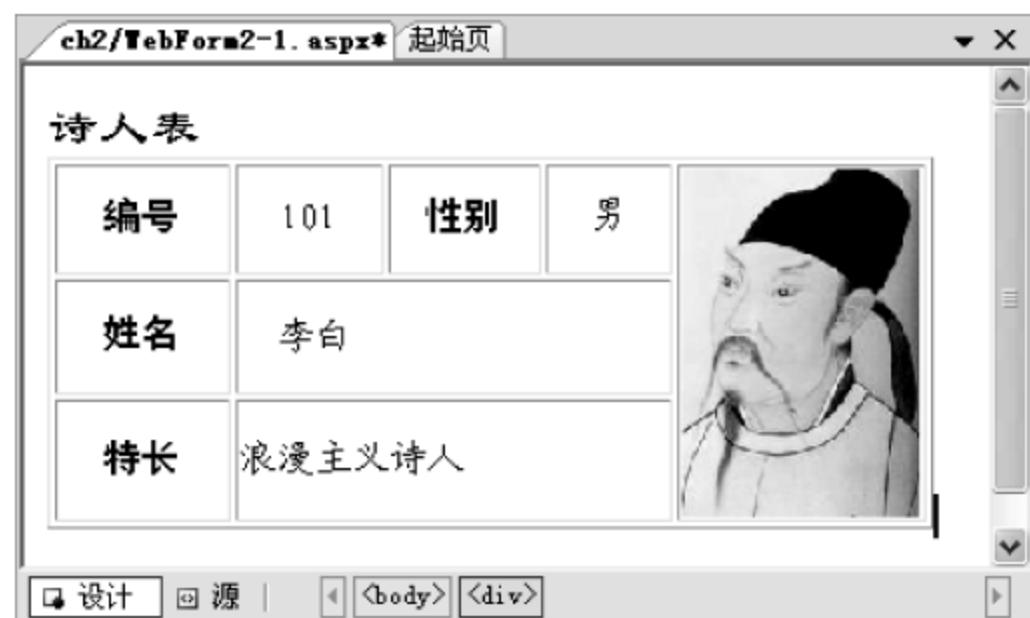 ch2/WebForm2-1.aspx* 起始页
诗人表
编号 101 性别 男
姓名 李白
特长 浪漫主义诗人
设计 源 <body> <div>